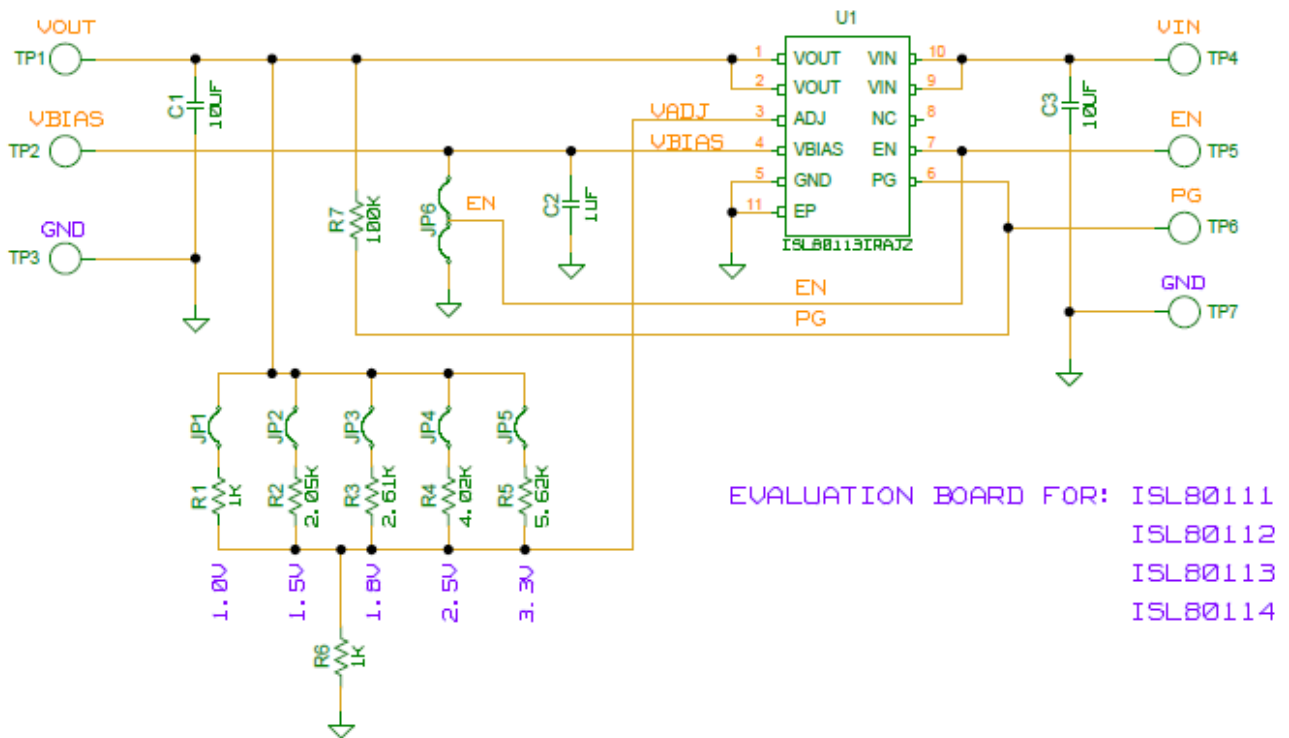 U1
VOUT
VIN
TP1
1 VOUT VIN 10
TP4
2 VOUT VIN 9
C1
10UF
C3
10UF
VADJ
3 ADJ NC 8
VBIAS
EN
TP2
VBIAS
4 VBIAS EN 7
TP5
5 GND PG 6
PG
R7
100K
JP6
EN
C2
1UF
11 EP
TP6
GND
ISL80113IRAJZ
TP3
EN
GND
PG
TP7
JP1
JP2
JP3
JP4
JP5
R1
1K
R2
2.05K
R3
2.61K
R4
4.02K
R5
5.62K
EVALUATION BOARD FOR: ISL80111
ISL80112
ISL80113
ISL80114
1.0V
1.5V
1.8V
2.5V
3.3V
R6
1K